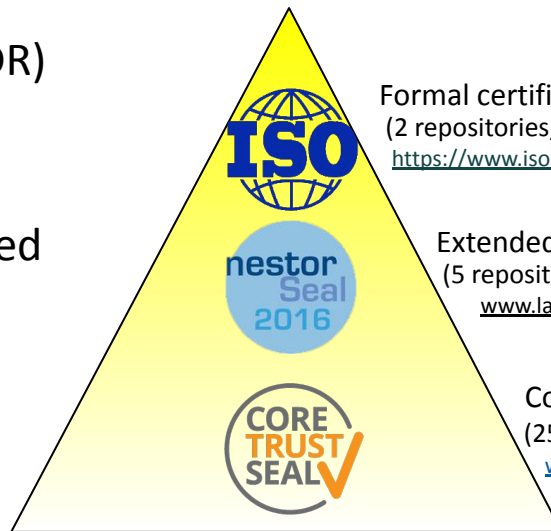 DR)
ed
ISO
Formal certifi
(2 repositories,
https://www.iso
nestor
Seal
2016
Extended
(5 reposit
www.la
CORE
TRUST
SEAL
Co
(25
w